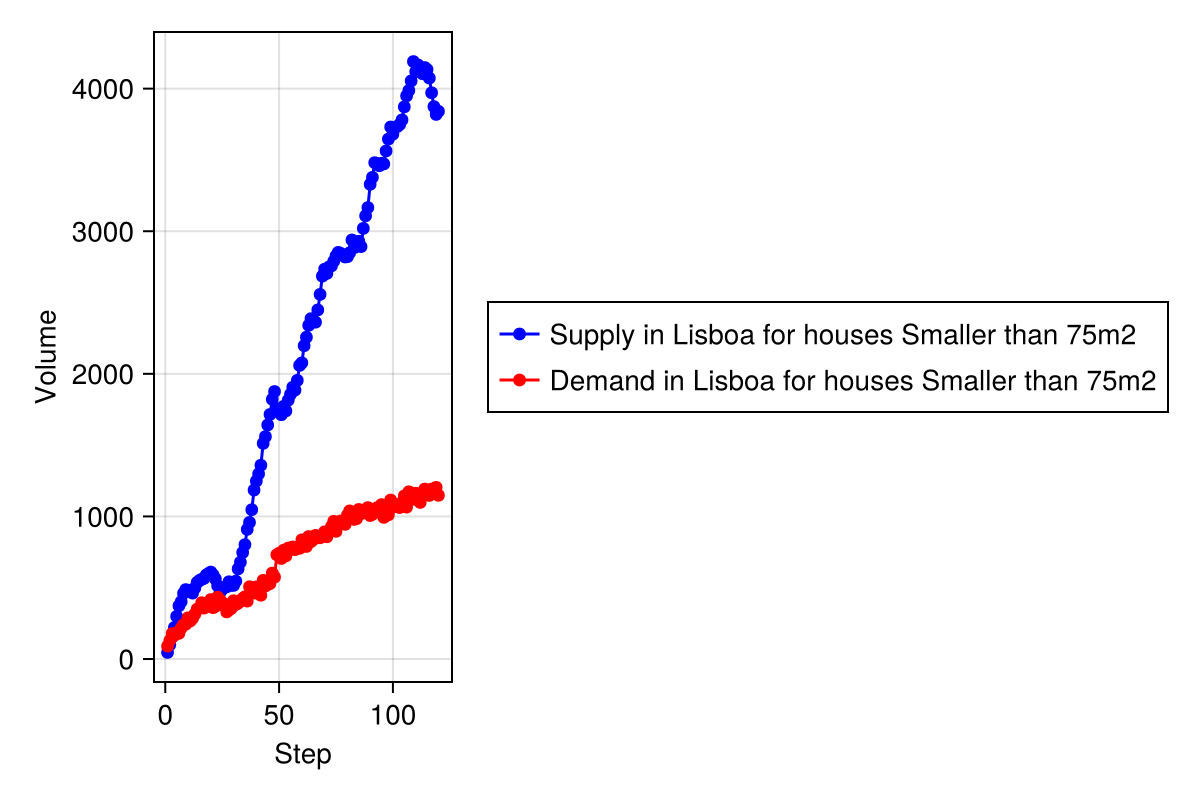 4000
3000
2000
1000
0
Volume
0 50 100
Step
Supply in Lisboa for houses Smaller than 75m2
Demand in Lisboa for houses Smaller than 75m2